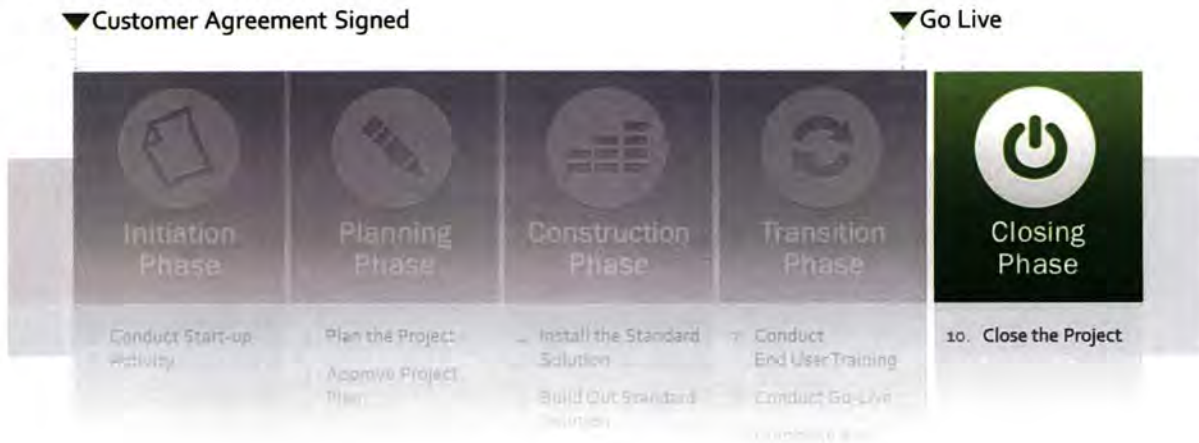 Customer Agreement Signed
Go Live
Initiation
Phase
Planning
Phase
Construction
Phase
Transition
Phase
Closing
Phase
Conduct Start-up
Activity
Plan the Project
Approve Project
Plan
Install the Standard
Solution
Build Out Standard
Solution
7. Conduct
End User Training
Conduct Go-Live
10. Close the Project